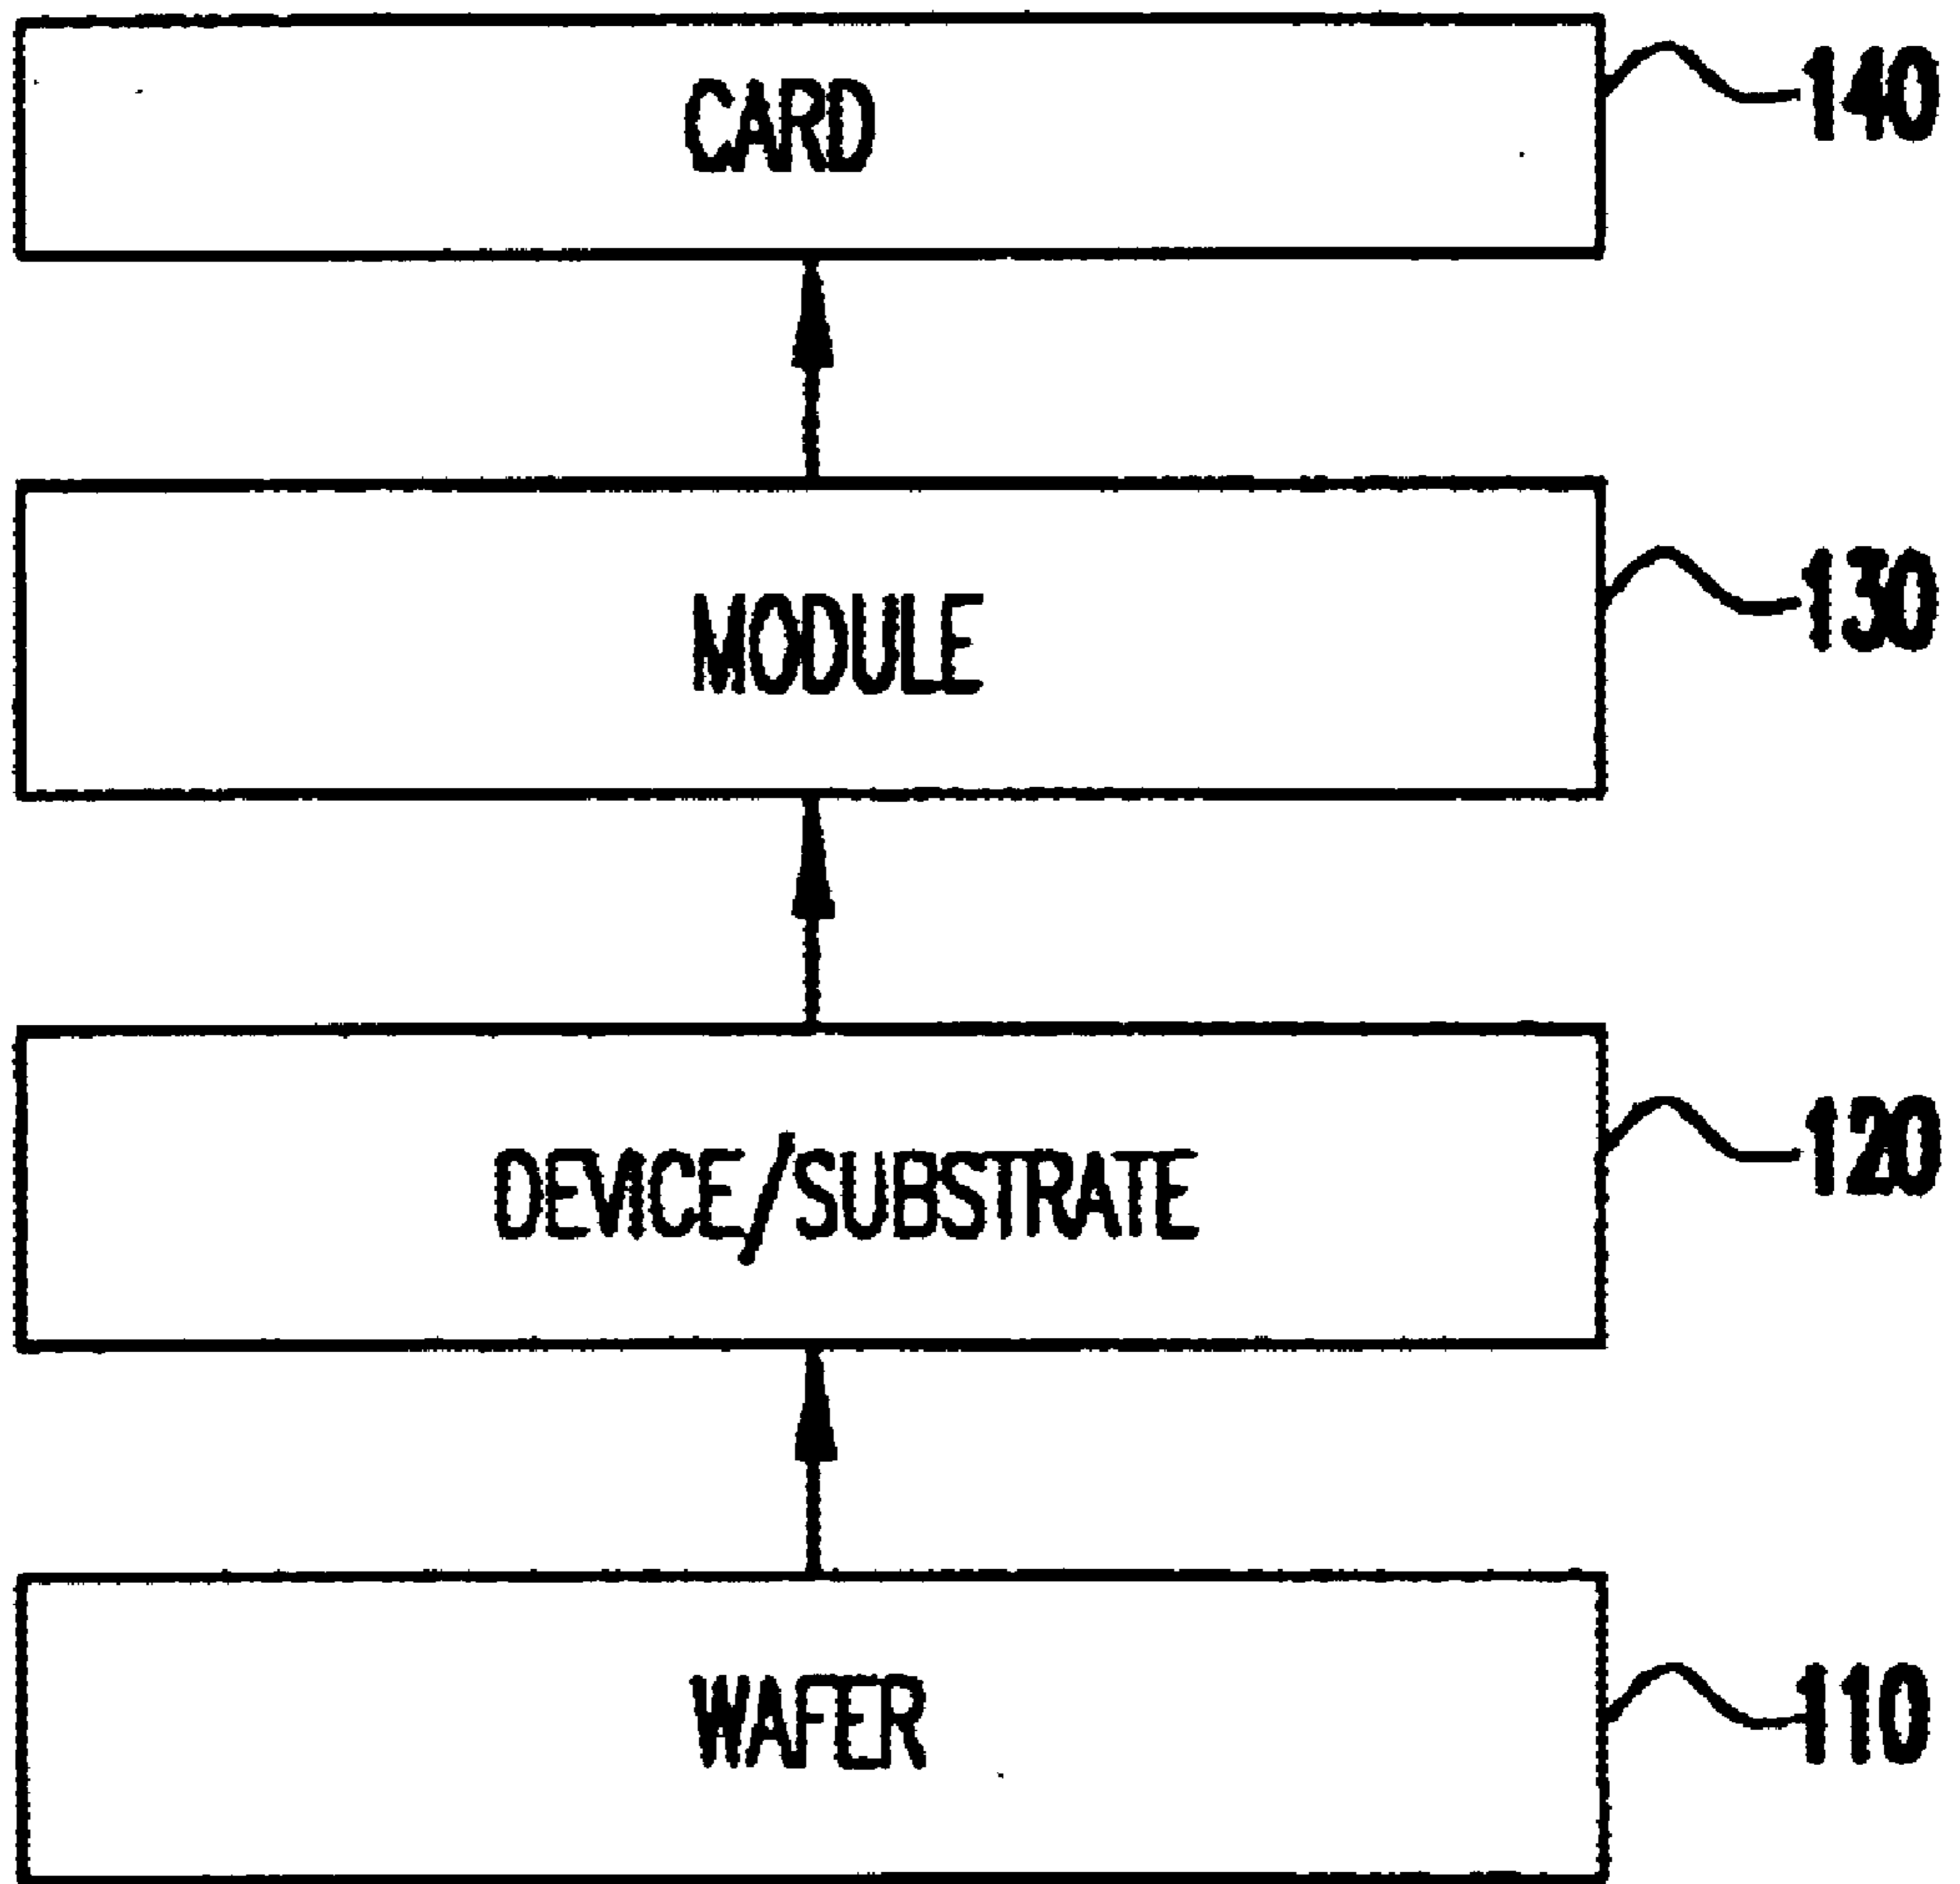 CARD
140
MODULE
130
DEVICE/SUBSTRATE
120
WAFER
110